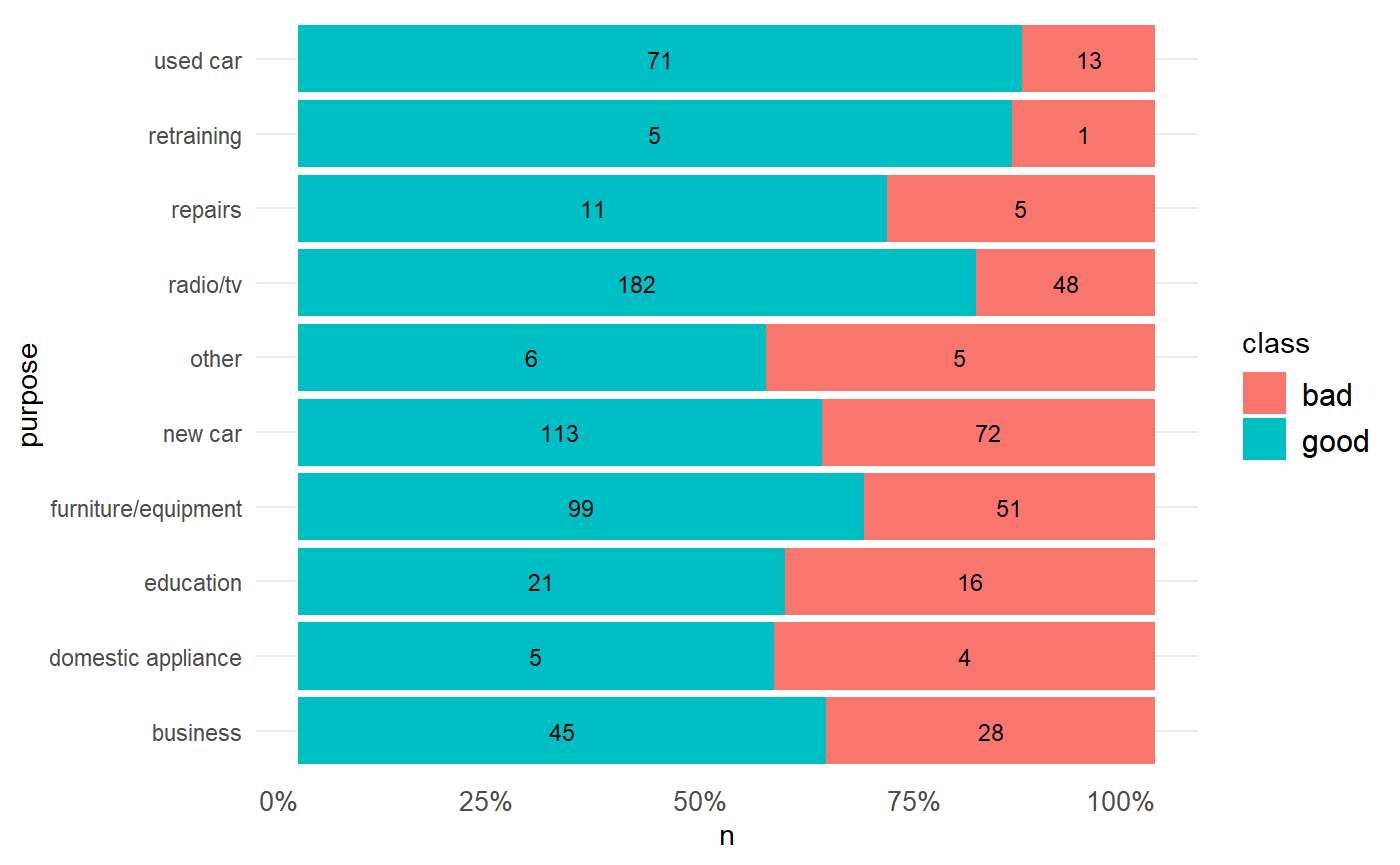 used car 71 13
retraining 5 1
repairs 11 5
radio/tv 182 48
other 6 5
new car 113 72
furniture/equipment 99 51
education 21 16
domestic appliance 5 4
business 45 28
0% 25% 50% 75% 100%
n
purpose
class
bad
good